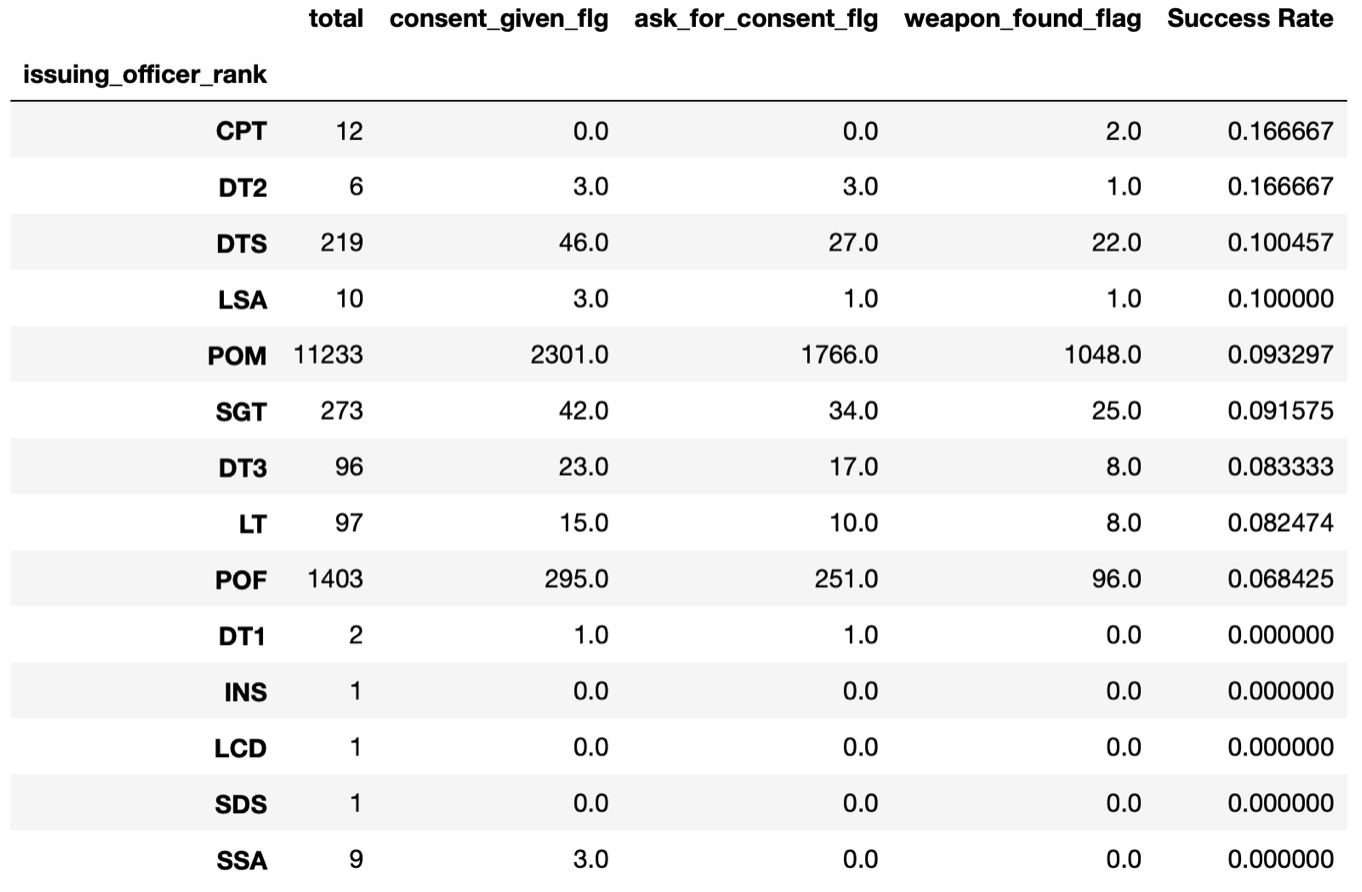 total consent_given_flg ask_for_consent_flg weapon_found_flag Success Rate
issuing_officer_rank
CPT 12 0.0 0.0 2.0 0.166667
DT2 6 3.0 3.0 1.0 0.166667
DTS 219 46.0 27.0 22.0 0.100457
LSA 10 3.0 1.0 1.0 0.100000
POM 11233 2301.0 1766.0 1048.0 0.093297
SGT 273 42.0 34.0 25.0 0.091575
DT3 96 23.0 17.0 8.0 0.083333
LT 97 15.0 10.0 8.0 0.082474
POF 1403 295.0 251.0 96.0 0.068425
DT1 2 1.0 1.0 0.0 0.000000
INS 1 0.0 0.0 0.0 0.000000
LCD 1 0.0 0.0 0.0 0.000000
SDS 1 0.0 0.0 0.0 0.000000
SSA 9 3.0 0.0 0.0 0.000000